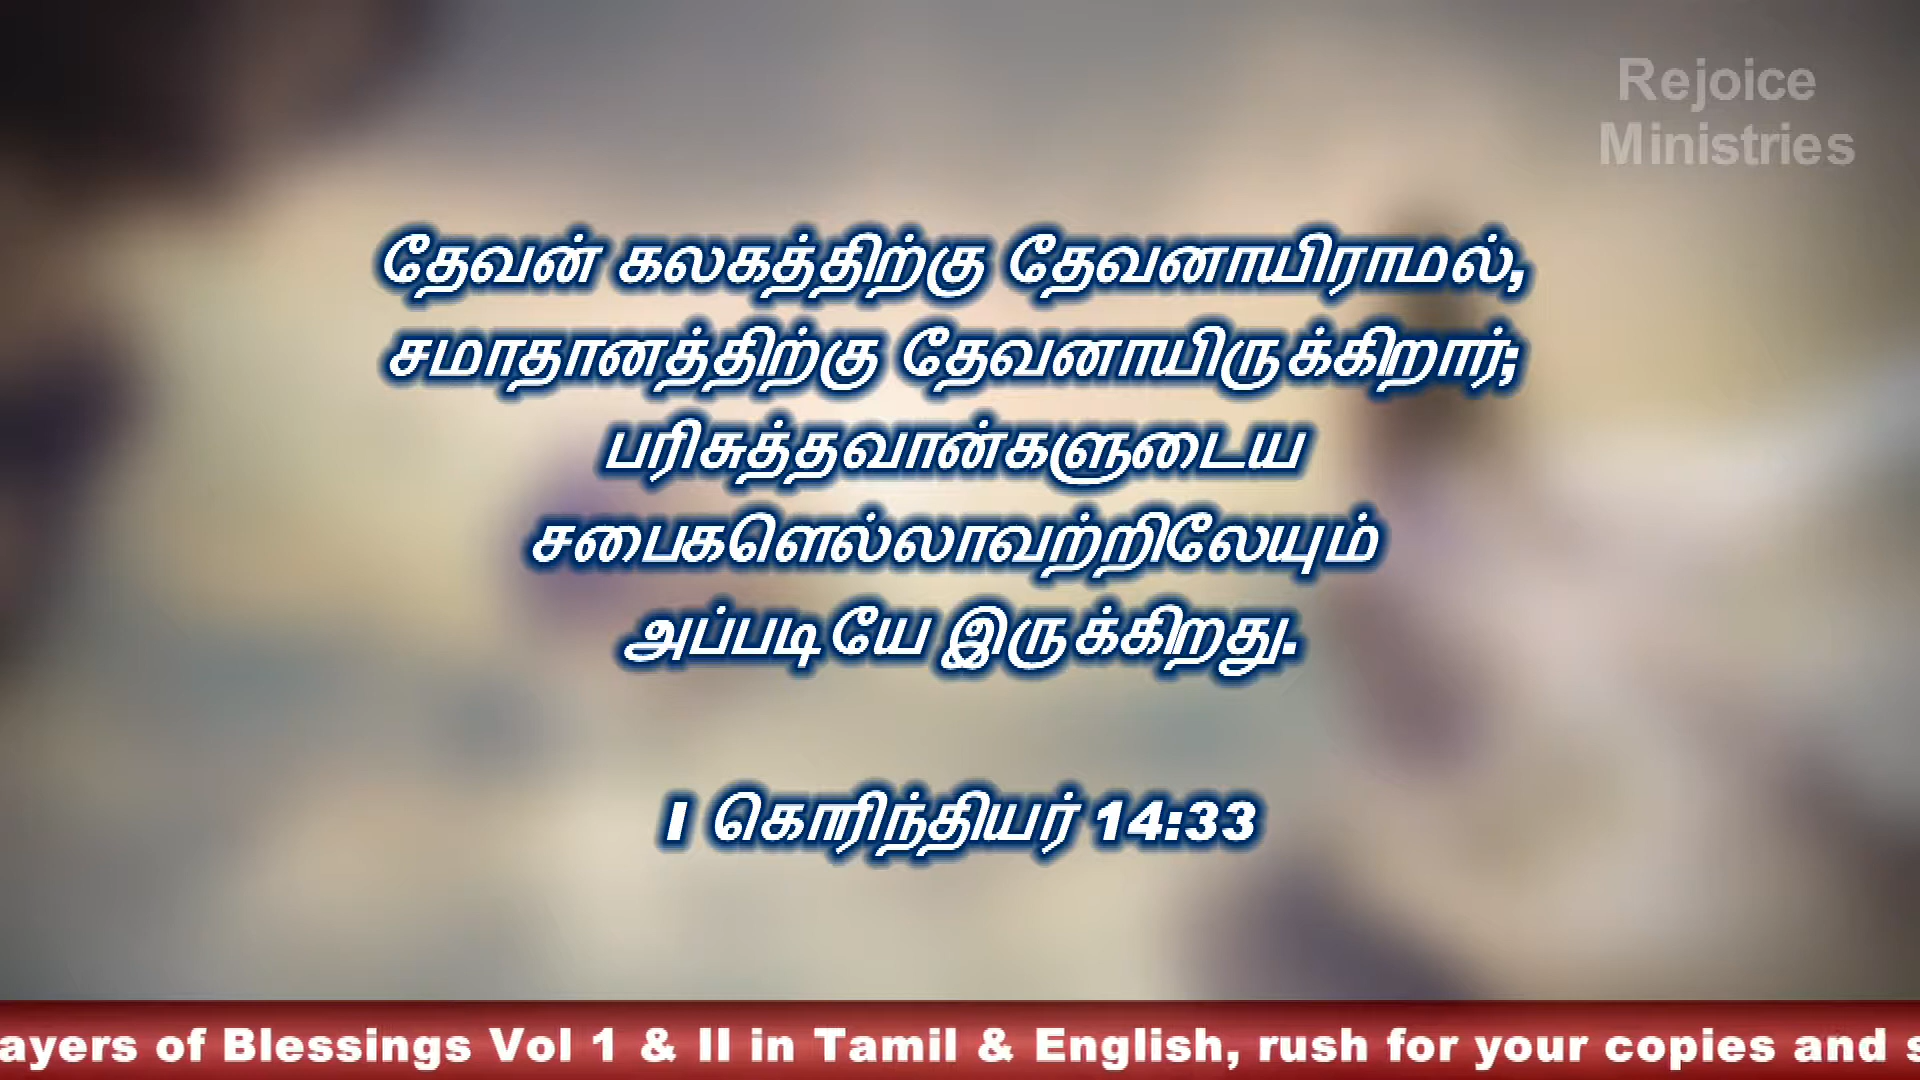 Rejoice
Ministries
தேவன் கலகத்திற்கு தேவனாயிராமல்,
சமாதானத்திற்கு தேவனாயிருக்கிறார்;
பரிசுத்தவான்களுடைய
சபைகளெல்லாவற்றிலேயும்
அப்படியே இருக்கிறது.
I கொரிந்தியர் 14:33
ayers of Blessings Vol 1 & II in Tamil & English, rush for your copies and s